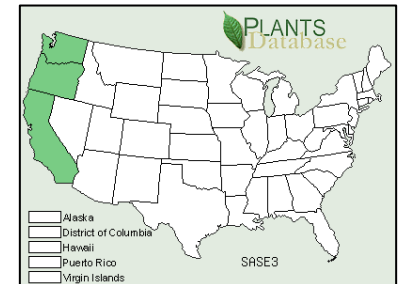 PLANTS
Database
Alaska
District of Columbia
Hawaii
Puerto Rico
Virgin Islands
SASE3